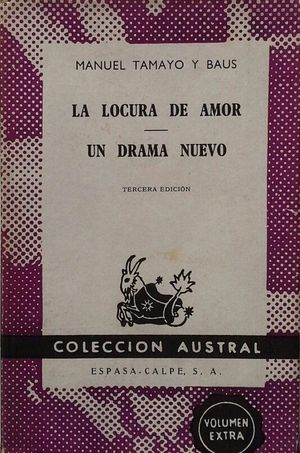 MANUEL TAMAYO Y BAUS
LA LOCURA DE AMOR
UN DRAMA NUEVO
TERCERA EDICIÓN
COLECCION AUSTRAL
ESPASA-CALPE, S. A.
VOLUMEN
EXTRA